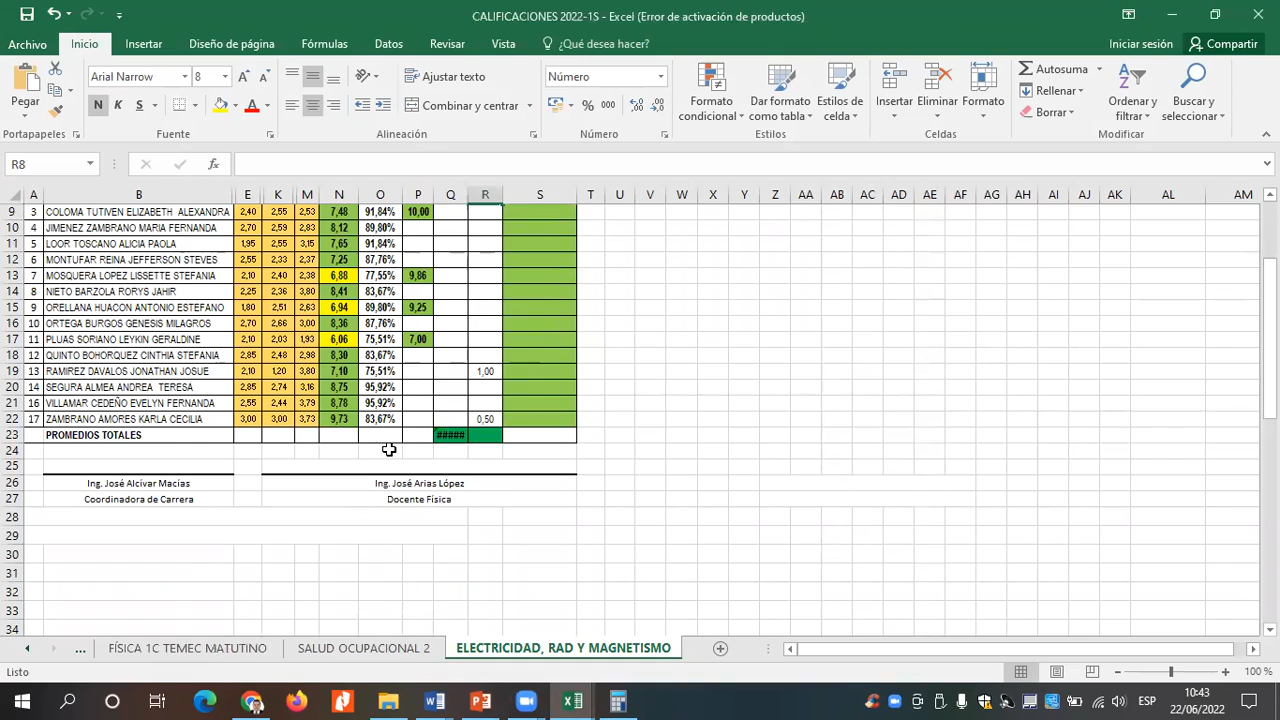 CALIFICACIONES 2022-1S - Excel (Error de activación de productos)
Archivo Inicio Insertar Diseño de página Fórmulas Datos Revisar Vista ¿Qué desea hacer? Iniciar sesión Compartir
Pegar
Portapapeles
Arial Narrow 8
N K S
Fuente
Ajustar texto
Combinar y centrar
Alineación
Número
% 000
Número
Formato condicional
Dar formato como tabla
Estilos de celda
Estilos
Insertar Eliminar Formato
Celdas
Autosuma
Rellenar
Borrar
Ordenar y filtrar
Buscar y seleccionar
Modificar
R8 fx
A B E K M N O P Q R S T U V W X Y Z AA AB AC AD AE AF AG AH AI AJ AK AL AM
9 3 COLOMA TUTIVEN ELIZABETH ALEXANDRA 2,40 2,55 2,53 7,48 91,84% 10,00
10 4 JIMENEZ ZAMBRANO MARIA FERNANDA 2,70 2,59 2,83 8,12 89,80%
11 5 LOOR TOSCANO ALICIA PAOLA 1,95 2,55 3,15 7,65 91,84%
12 6 MONTUFAR REINA JEFFERSON STEVES 2,55 2,33 2,37 7,25 87,76%
13 7 MOSQUERA LOPEZ LISSETTE STEFANIA 2,10 2,40 2,38 6,88 77,55% 9,86
14 8 NIETO BARZOLA RORYS JAHIR 2,25 2,36 3,80 8,41 83,67%
15 9 ORELLANA HUACON ANTONIO ESTEFANO 1,80 2,51 2,63 6,94 89,80% 9,25
16 10 ORTEGA BURGOS GENESIS MILAGROS 2,70 2,66 3,00 8,36 87,76%
17 11 PLUAS SORIANO LEYKIN GERALDINE 2,10 2,03 1,93 6,06 75,51% 7,00
18 12 QUINTO BOHORQUEZ CINTHIA STEFANIA 2,85 2,48 2,98 8,30 83,67%
19 13 RAMIREZ DAVALOS JONATHAN JOSUE 2,10 1,20 3,80 7,10 75,51% 1,00
20 14 SEGURA ALMEA ANDREA TERESA 2,85 2,74 3,16 8,75 95,92%
21 16 VILLAMAR CEDEÑO EVELYN FERNANDA 2,55 2,44 3,79 8,78 95,92%
22 17 ZAMBRANO AMORES KARLA CECILIA 3,00 3,00 3,73 9,73 83,67% 0,50
23 PROMEDIOS TOTALES #####
24
25
26 Ing. José Alcívar Macías Ing. José Arias López
27 Coordinadora de Carrera Docente Física
28
29
30
31
32
33
34
... FÍSICA 1C TEMEC MATUTINO SALUD OCUPACIONAL 2 ELECTRICIDAD, RAD Y MAGNETISMO
Listo 100 %
ESP 10:43
22/06/2022